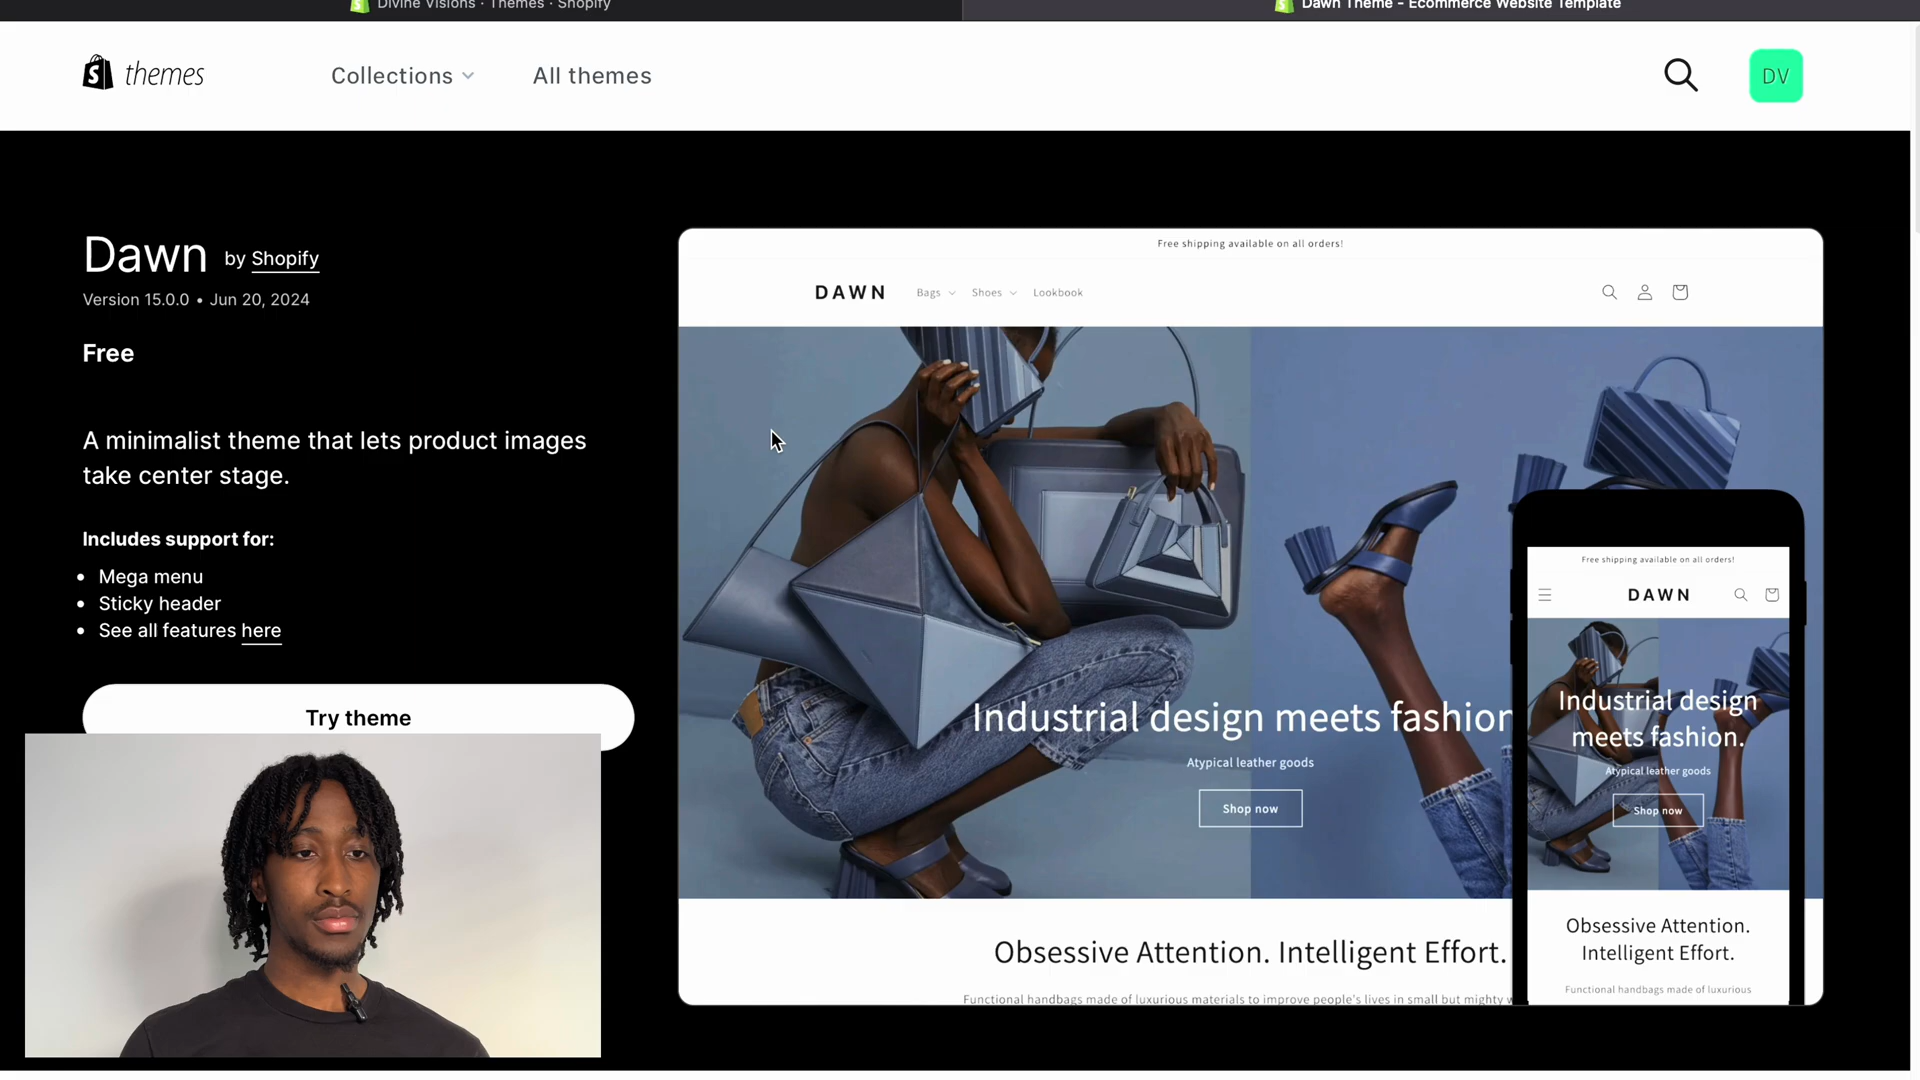 Divine Visions · Themes · Shopify
Dawn Theme - Ecommerce Website Template
themes
Collections
All themes
DV
Dawn by Shopify
Version 15.0.0 • Jun 20, 2024
Free
A minimalist theme that lets product images
take center stage.
Includes support for:
• Mega menu
• Sticky header
• See all features here
Try theme
Free shipping available on all orders!
DAWN
Bags
Shoes
Lookbook
Industrial design meets fashion
Atypical leather goods
Shop now
Obsessive Attention. Intelligent Effort.
Functional handbags made of luxurious materials to improve people's lives in small but mighty
Free shipping available on all orders!
DAWN
Industrial design
meets fashion.
Atypical leather goods
Shop now
Obsessive Attention.
Intelligent Effort.
Functional handbags made of luxurious